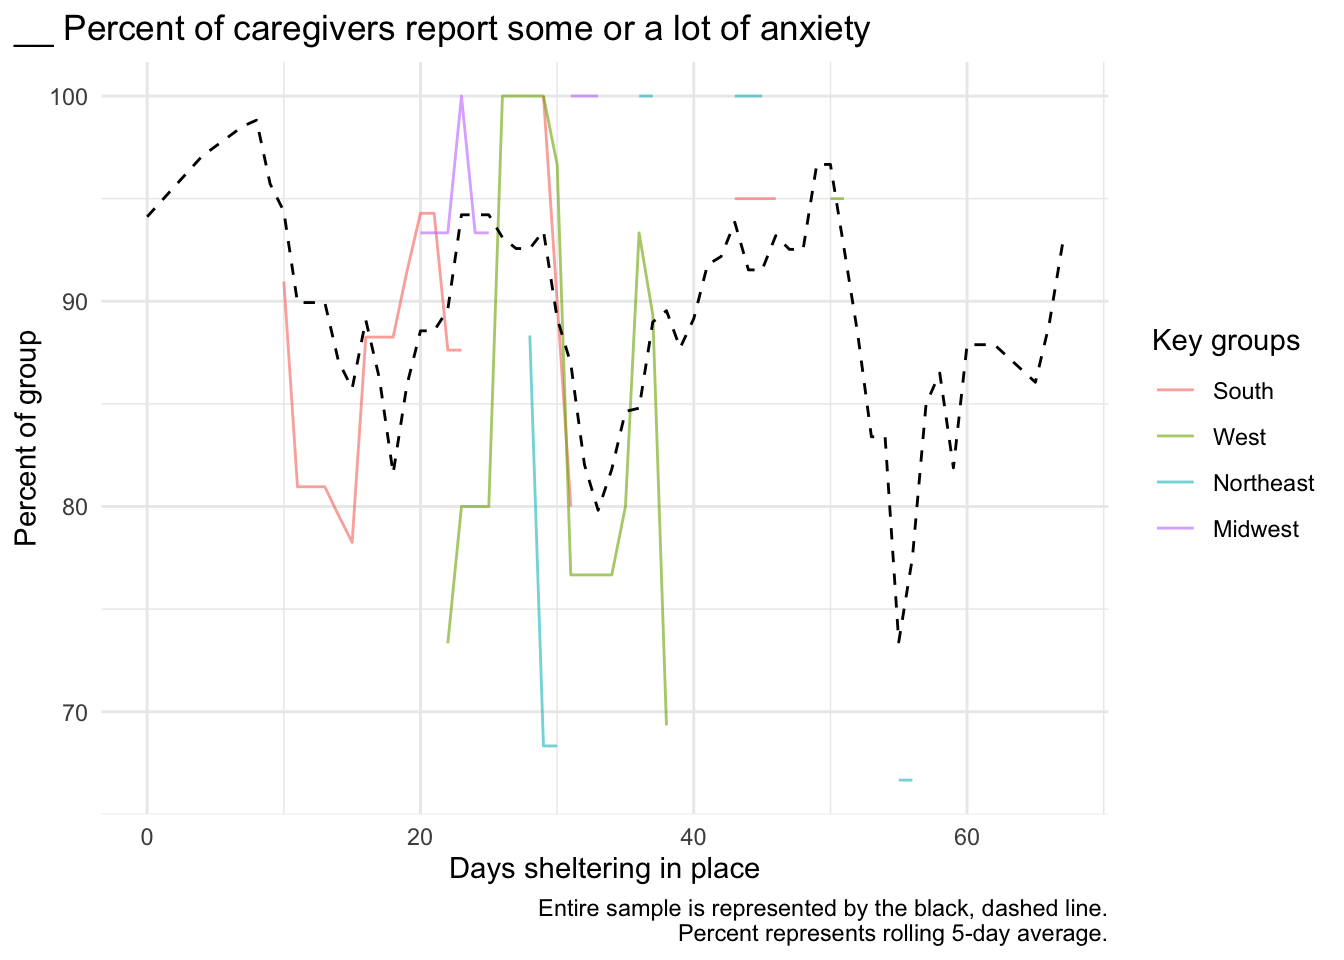 __ Percent of caregivers report some or a lot of anxiety
100
90
80
70
Percent of group
0
20
40
60
Days sheltering in place
Key groups
South
West
Northeast
Midwest
Entire sample is represented by the black, dashed line.
Percent represents rolling 5-day average.